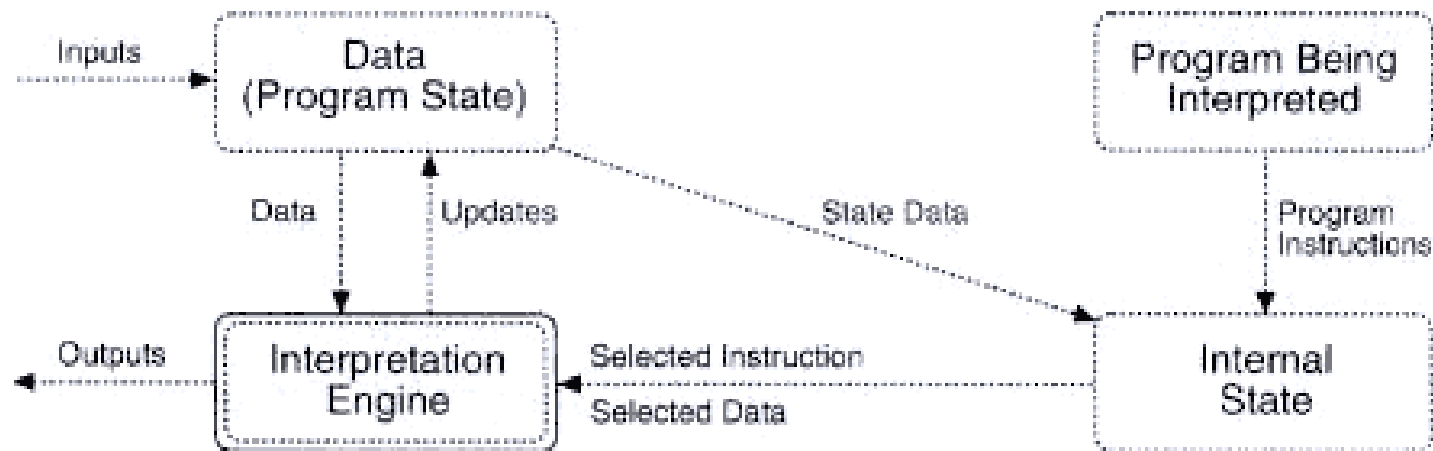 Inputs
Data
(Program State)
Program Being
Interpreted
Data
Updates
State Data
Program
Instructions
Outputs
Interpretation
Engine
Selected Instruction
Selected Data
Internal
State